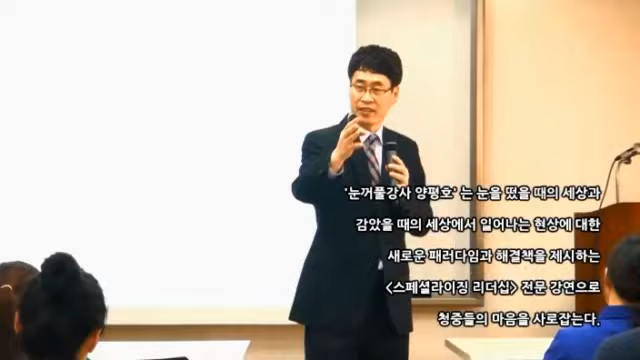 '눈꺼풀강사 양평호' 는 눈을 떴을 때의 세상과
감았을 때의 세상에서 일어나는 현상에 대한
새로운 패러다임과 해결책을 제시하는
<스페셜라이징 리더십> 전문 강연으로
청중들의 마음을 사로잡는다.